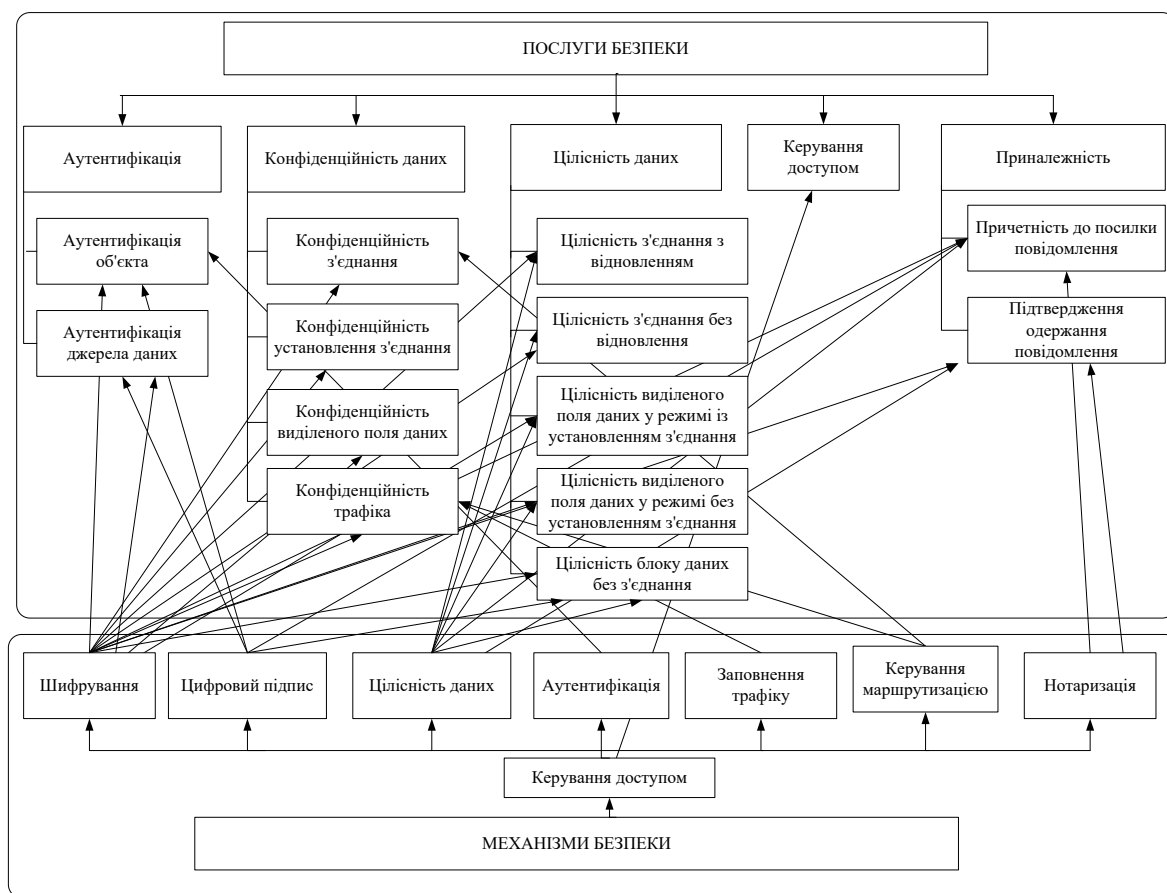 ПОСЛУГИ БЕЗПЕКИ
Аутентифікація
Конфіденційність даних
Цілісність даних
Керування
доступом
Приналежність
Аутентифікація
об'єкта
Конфіденційність
з'єднання
Цілісність з'єднання з
відновленням
Причетність до посилки
повідомлення
Аутентифікація
джерела даних
Конфіденційність
установлення з'єднання
Цілісність з'єднання без
відновлення
Підтвердження
одержання
повідомлення
Конфіденційність
виділеного поля даних
Цілісність виділеного
поля даних у режимі із
установленням з'єднання
Конфіденційність
трафіка
Цілісність виділеного
поля даних у режимі без
установленням з'єднання
Цілісність блоку даних
без з'єднання
Шифрування
Цифровий підпис
Цілісність даних
Аутентифікація
Заповнення
трафіку
Керування
маршрутизацією
Нотаризація
Керування доступом
МЕХАНІЗМИ БЕЗПЕКИ